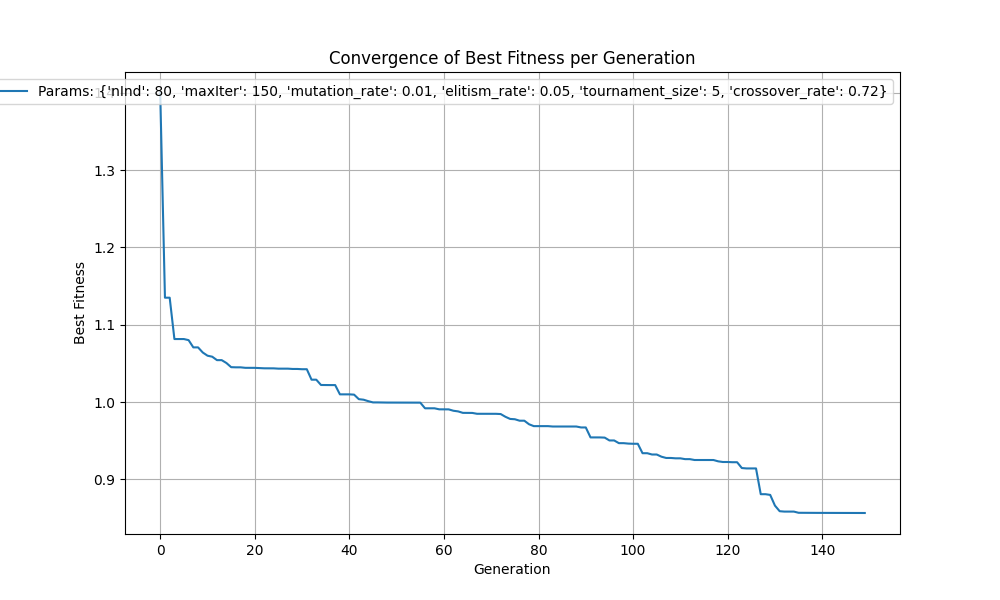 Convergence of Best Fitness per Generation
Params: {'nInd': 80, 'maxIter': 150, 'mutation_rate': 0.01, 'elitism_rate': 0.05, 'tournament_size': 5, 'crossover_rate': 0.72}
1.3
1.2
1.1
1.0
0.9
Best Fitness
0 20 40 60 80 100 120 140
Generation